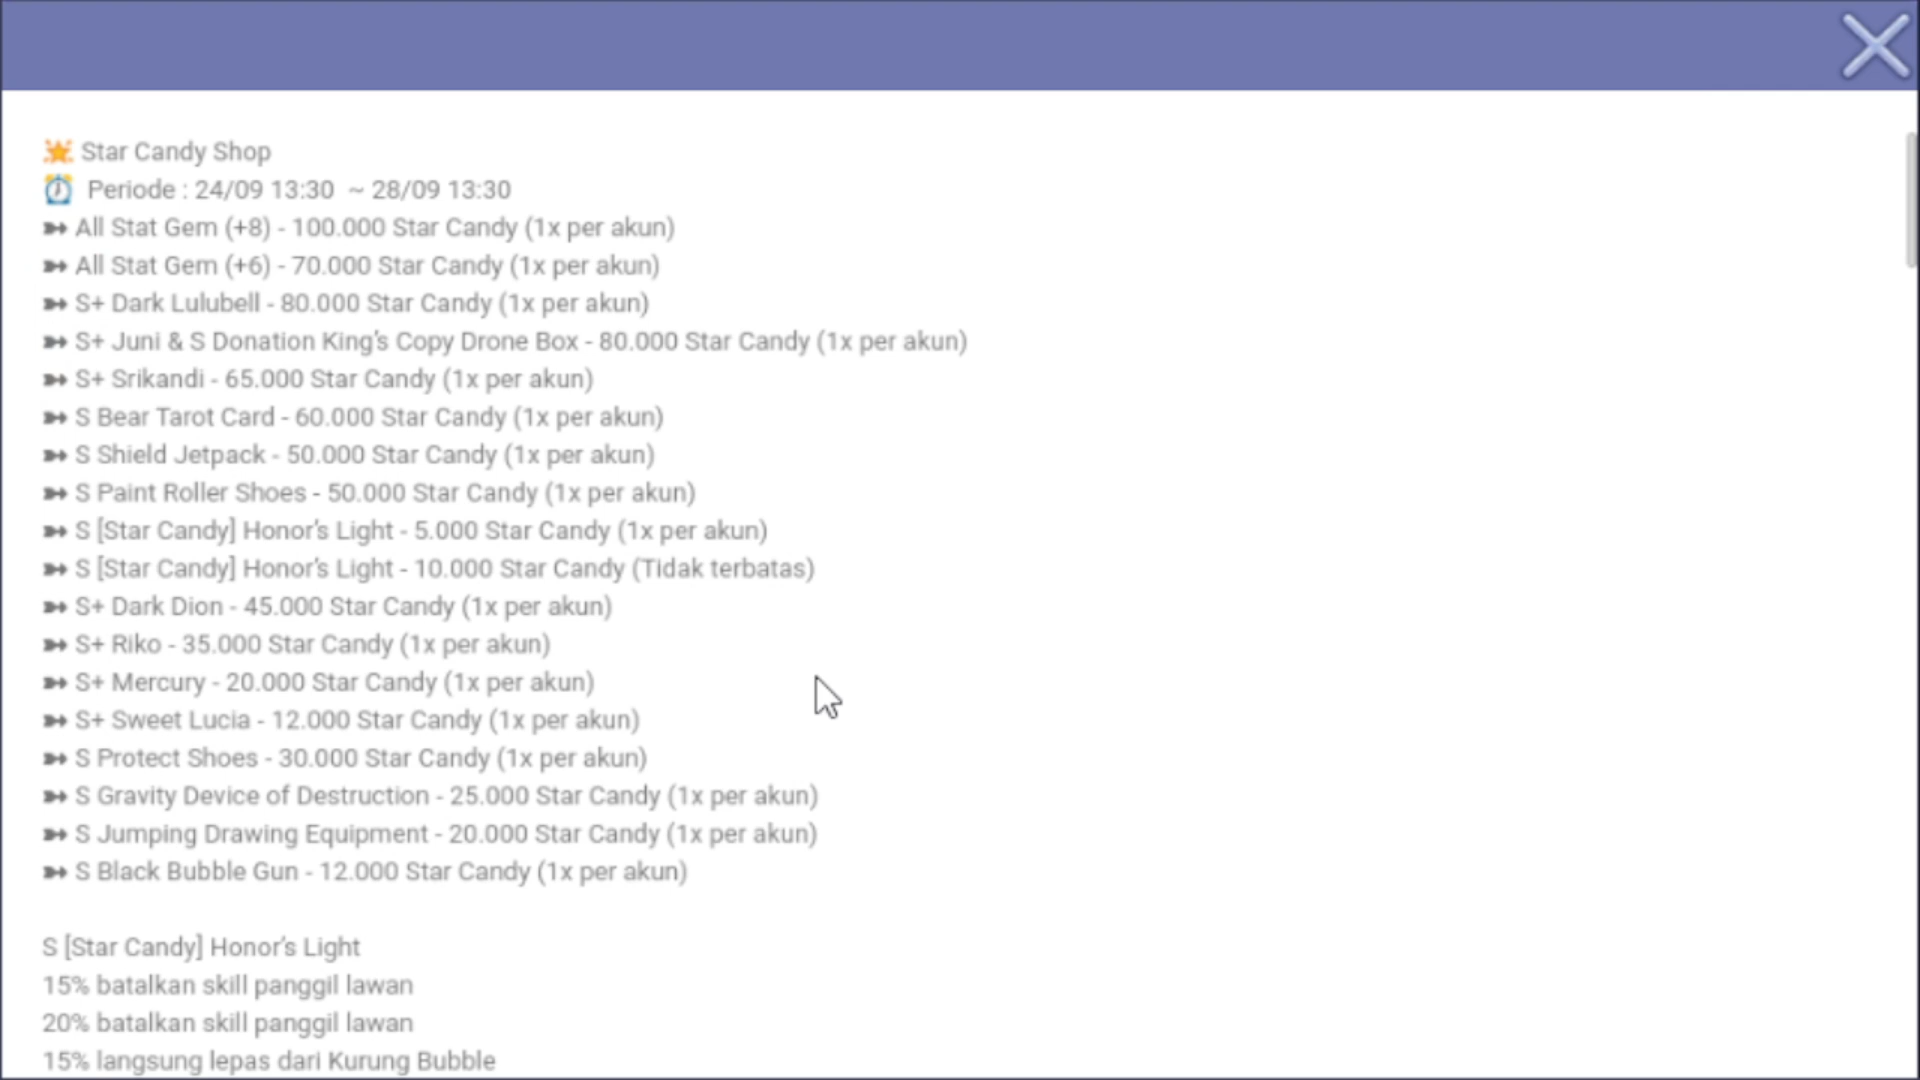 🌟 Star Candy Shop
⏰ Periode : 24/09 13:30 ~ 28/09 13:30
➽ All Stat Gem (+8) - 100.000 Star Candy (1x per akun)
➽ All Stat Gem (+6) - 70.000 Star Candy (1x per akun)
➽ S+ Dark Lulubell - 80.000 Star Candy (1x per akun)
➽ S+ Juni & S Donation King's Copy Drone Box - 80.000 Star Candy (1x per akun)
➽ S+ Srikandi - 65.000 Star Candy (1x per akun)
➽ S Bear Tarot Card - 60.000 Star Candy (1x per akun)
➽ S Shield Jetpack - 50.000 Star Candy (1x per akun)
➽ S Paint Roller Shoes - 50.000 Star Candy (1x per akun)
➽ S [Star Candy] Honor's Light - 5.000 Star Candy (1x per akun)
➽ S [Star Candy] Honor's Light - 10.000 Star Candy (Tidak terbatas)
➽ S+ Dark Dion - 45.000 Star Candy (1x per akun)
➽ S+ Riko - 35.000 Star Candy (1x per akun)
➽ S+ Mercury - 20.000 Star Candy (1x per akun)
➽ S+ Sweet Lucia - 12.000 Star Candy (1x per akun)
➽ S Protect Shoes - 30.000 Star Candy (1x per akun)
➽ S Gravity Device of Destruction - 25.000 Star Candy (1x per akun)
➽ S Jumping Drawing Equipment - 20.000 Star Candy (1x per akun)
➽ S Black Bubble Gun - 12.000 Star Candy (1x per akun)
S [Star Candy] Honor's Light
15% batalkan skill panggil lawan
20% batalkan skill panggil lawan
15% langsung lepas dari Kurung Bubble